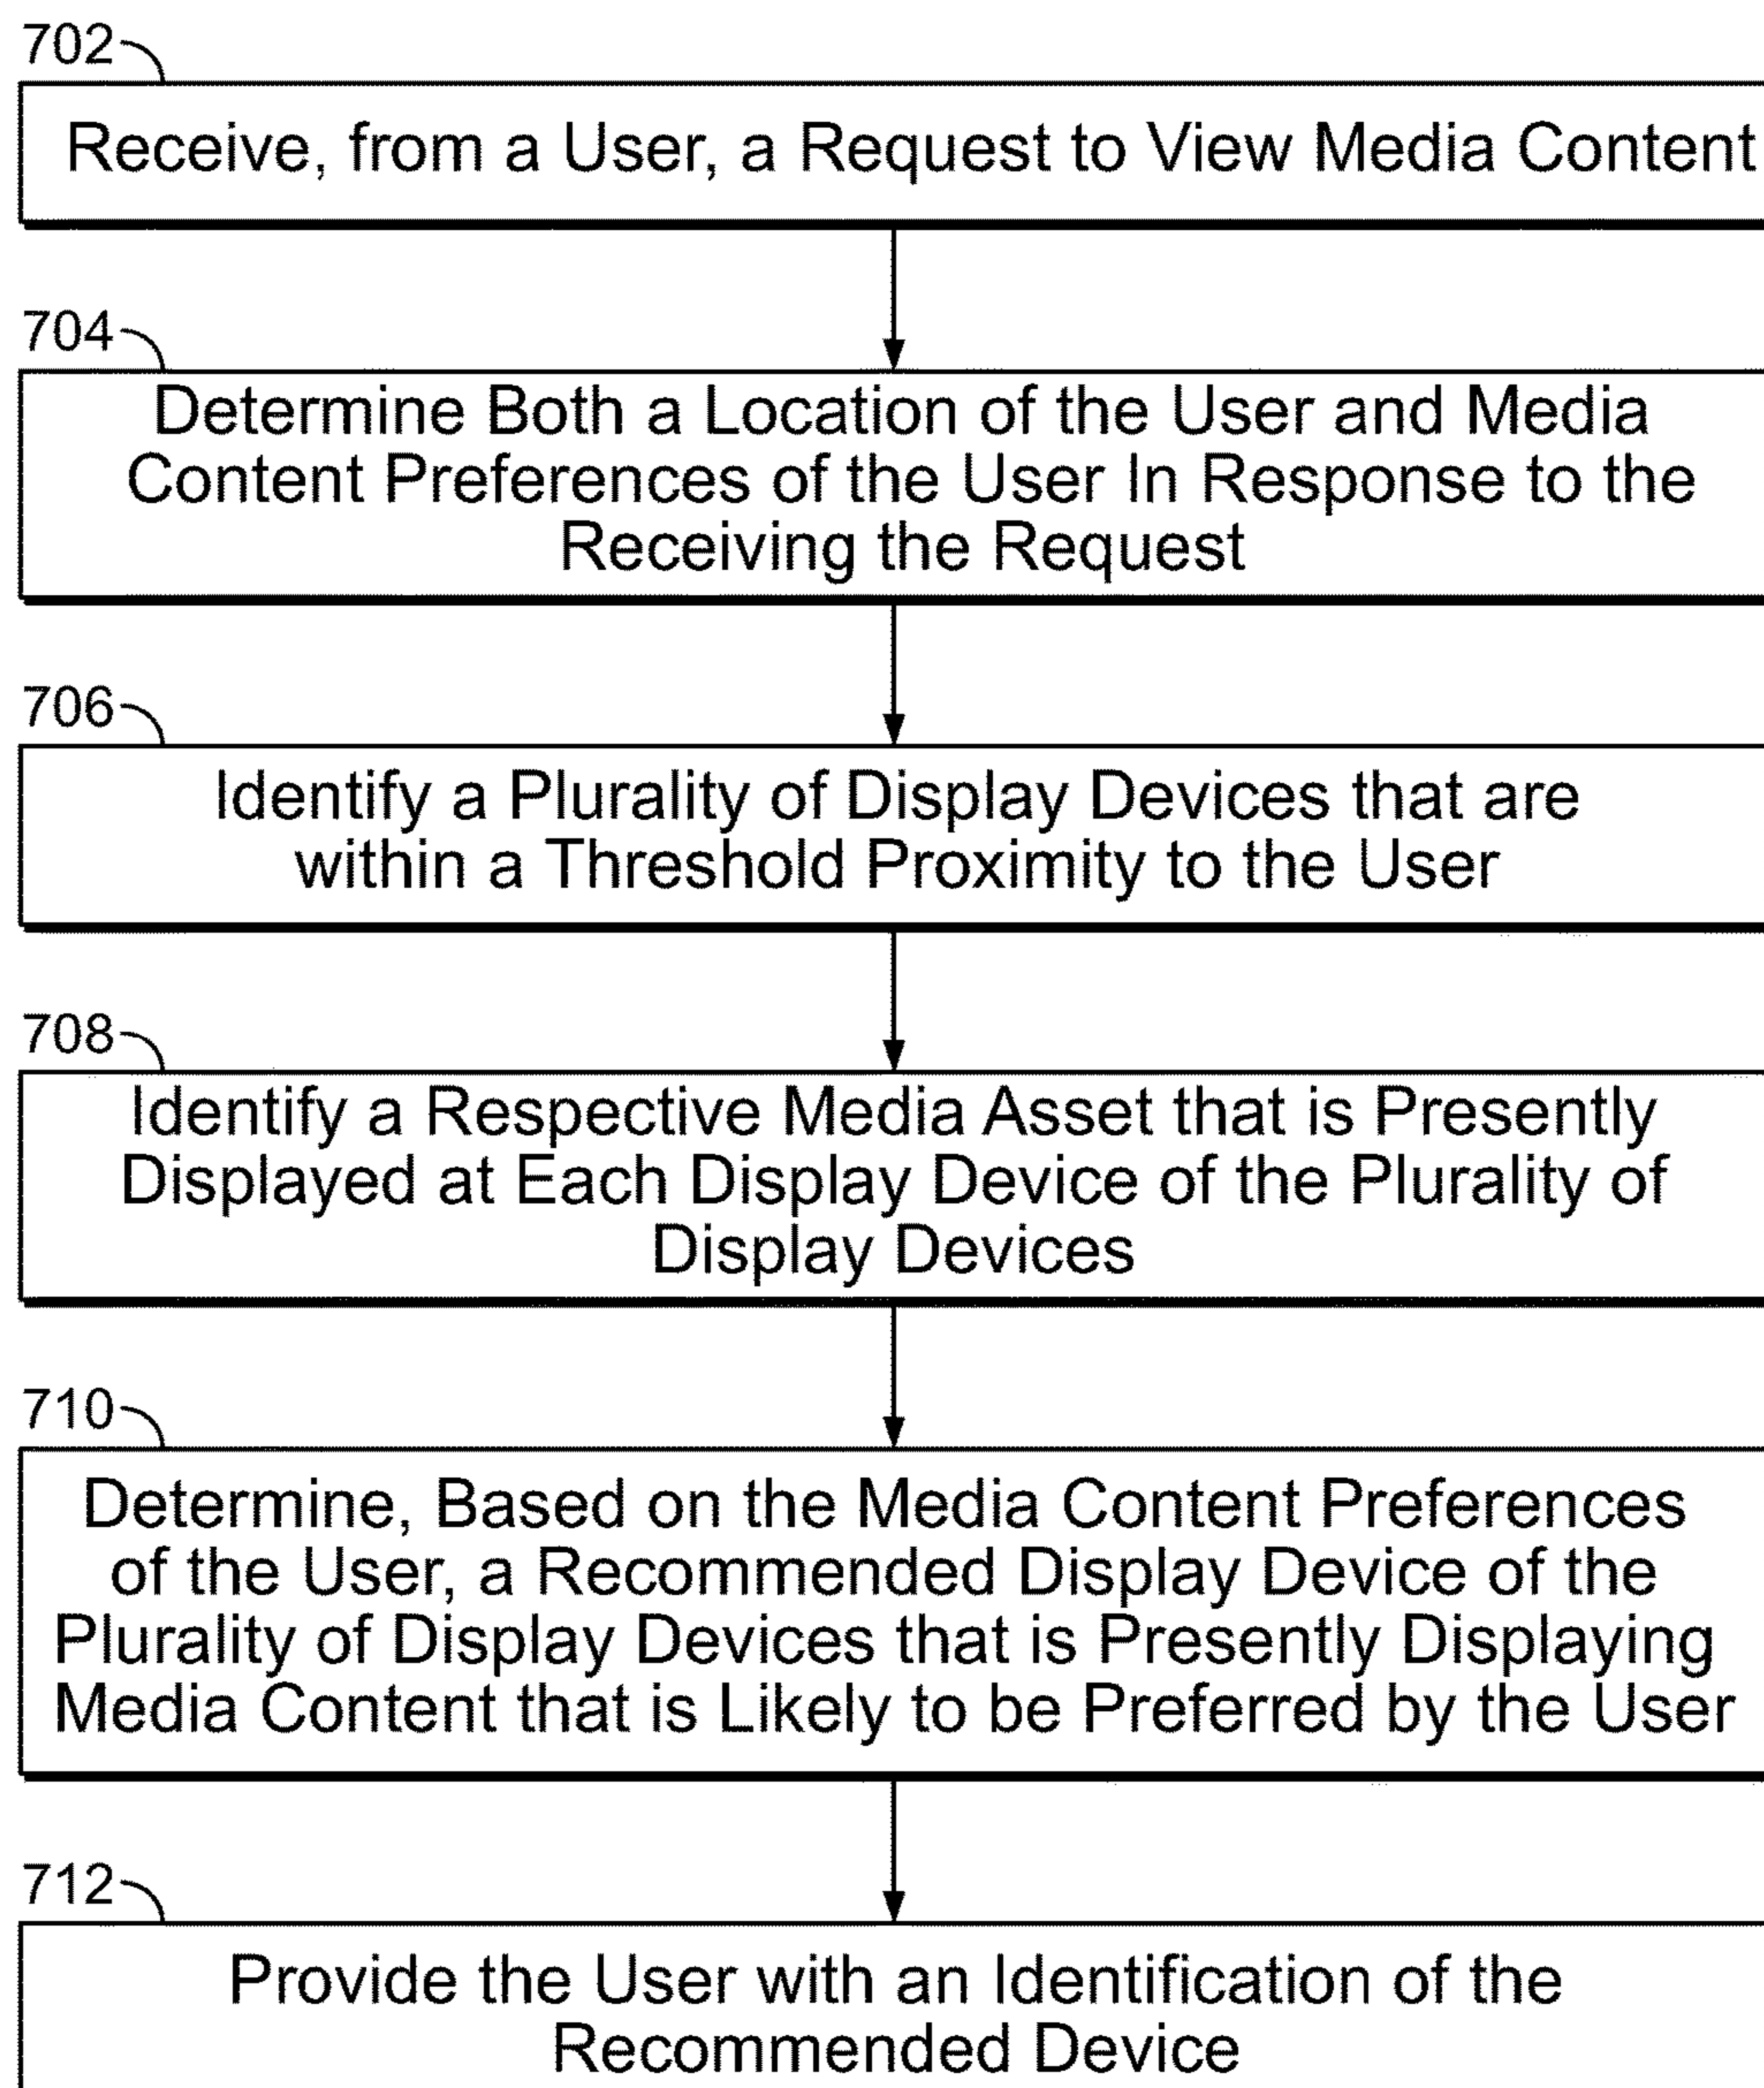 702
Receive, from a User, a Request to View Media Content
704
Determine Both a Location of the User and Media
Content Preferences of the User In Response to the
Receiving the Request
706
Identify a Plurality of Display Devices that are
within a Threshold Proximity to the User
708
Identify a Respective Media Asset that is Presently
Displayed at Each Display Device of the Plurality of
Display Devices
710
Determine, Based on the Media Content Preferences
of the User, a Recommended Display Device of the
Plurality of Display Devices that is Presently Displaying
Media Content that is Likely to be Preferred by the User
712
Provide the User with an Identification of the
Recommended Device